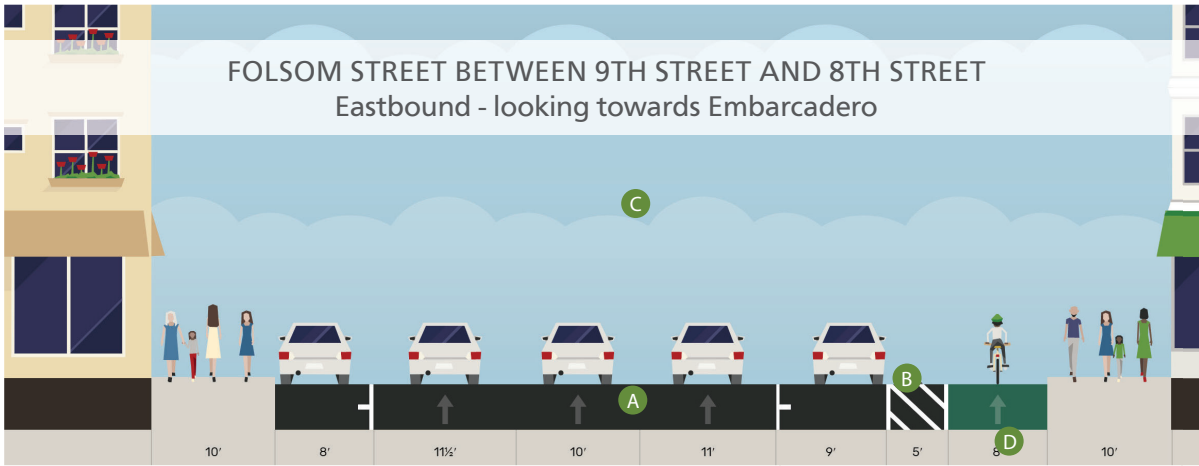 FOLSOM STREET BETWEEN 9TH STREET AND 8TH STREET
Eastbound - looking towards Embarcadero
C
B
A
D
10′ 8′ 11½′ 10′ 11′ 9′ 5′ 8′ 10′